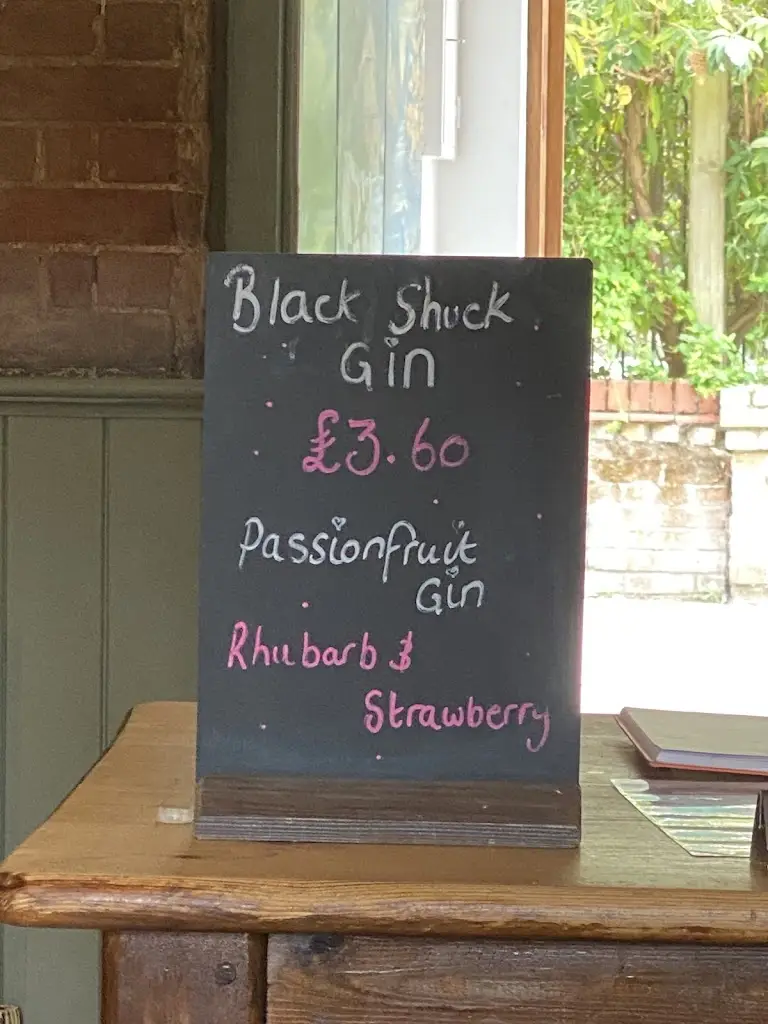 Black Shuck
Gin
£3.60
Passionfruit
Gin
Rhubarb &
Strawberry